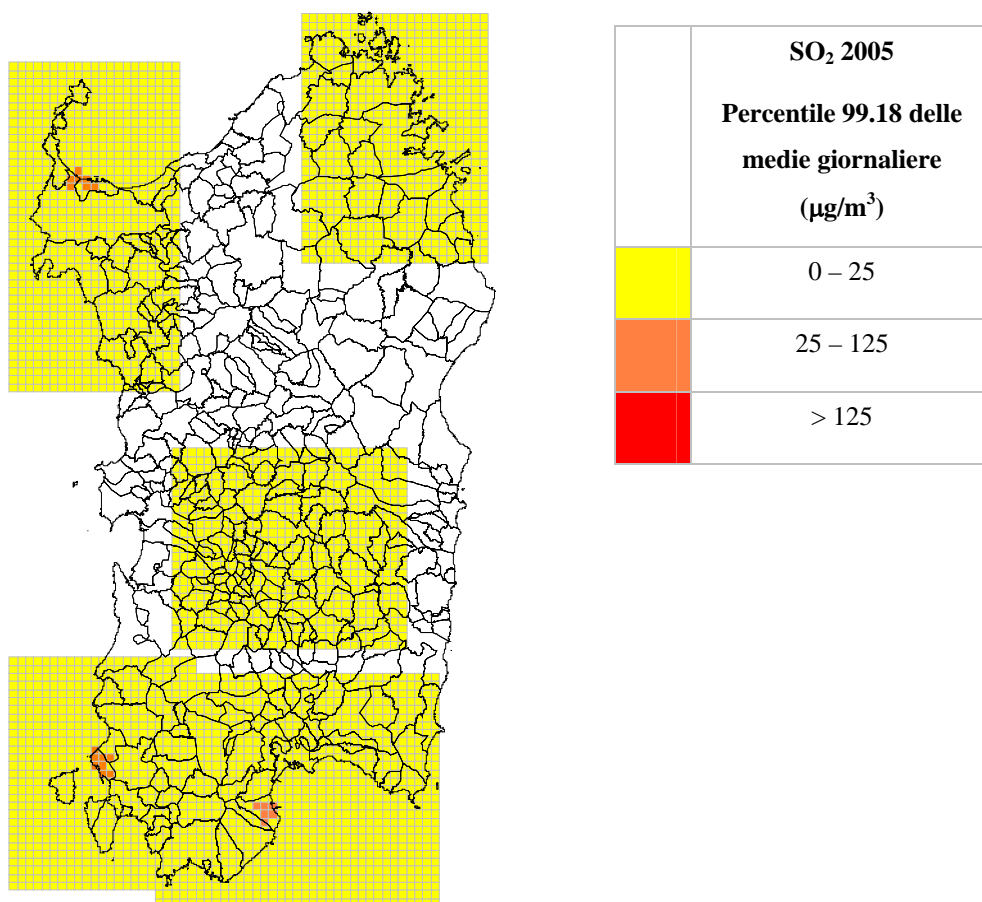 SO₂ 2005
Percentile 99.18 delle
medie giornaliere
(µg/m³)
0 – 25
25 – 125
> 125